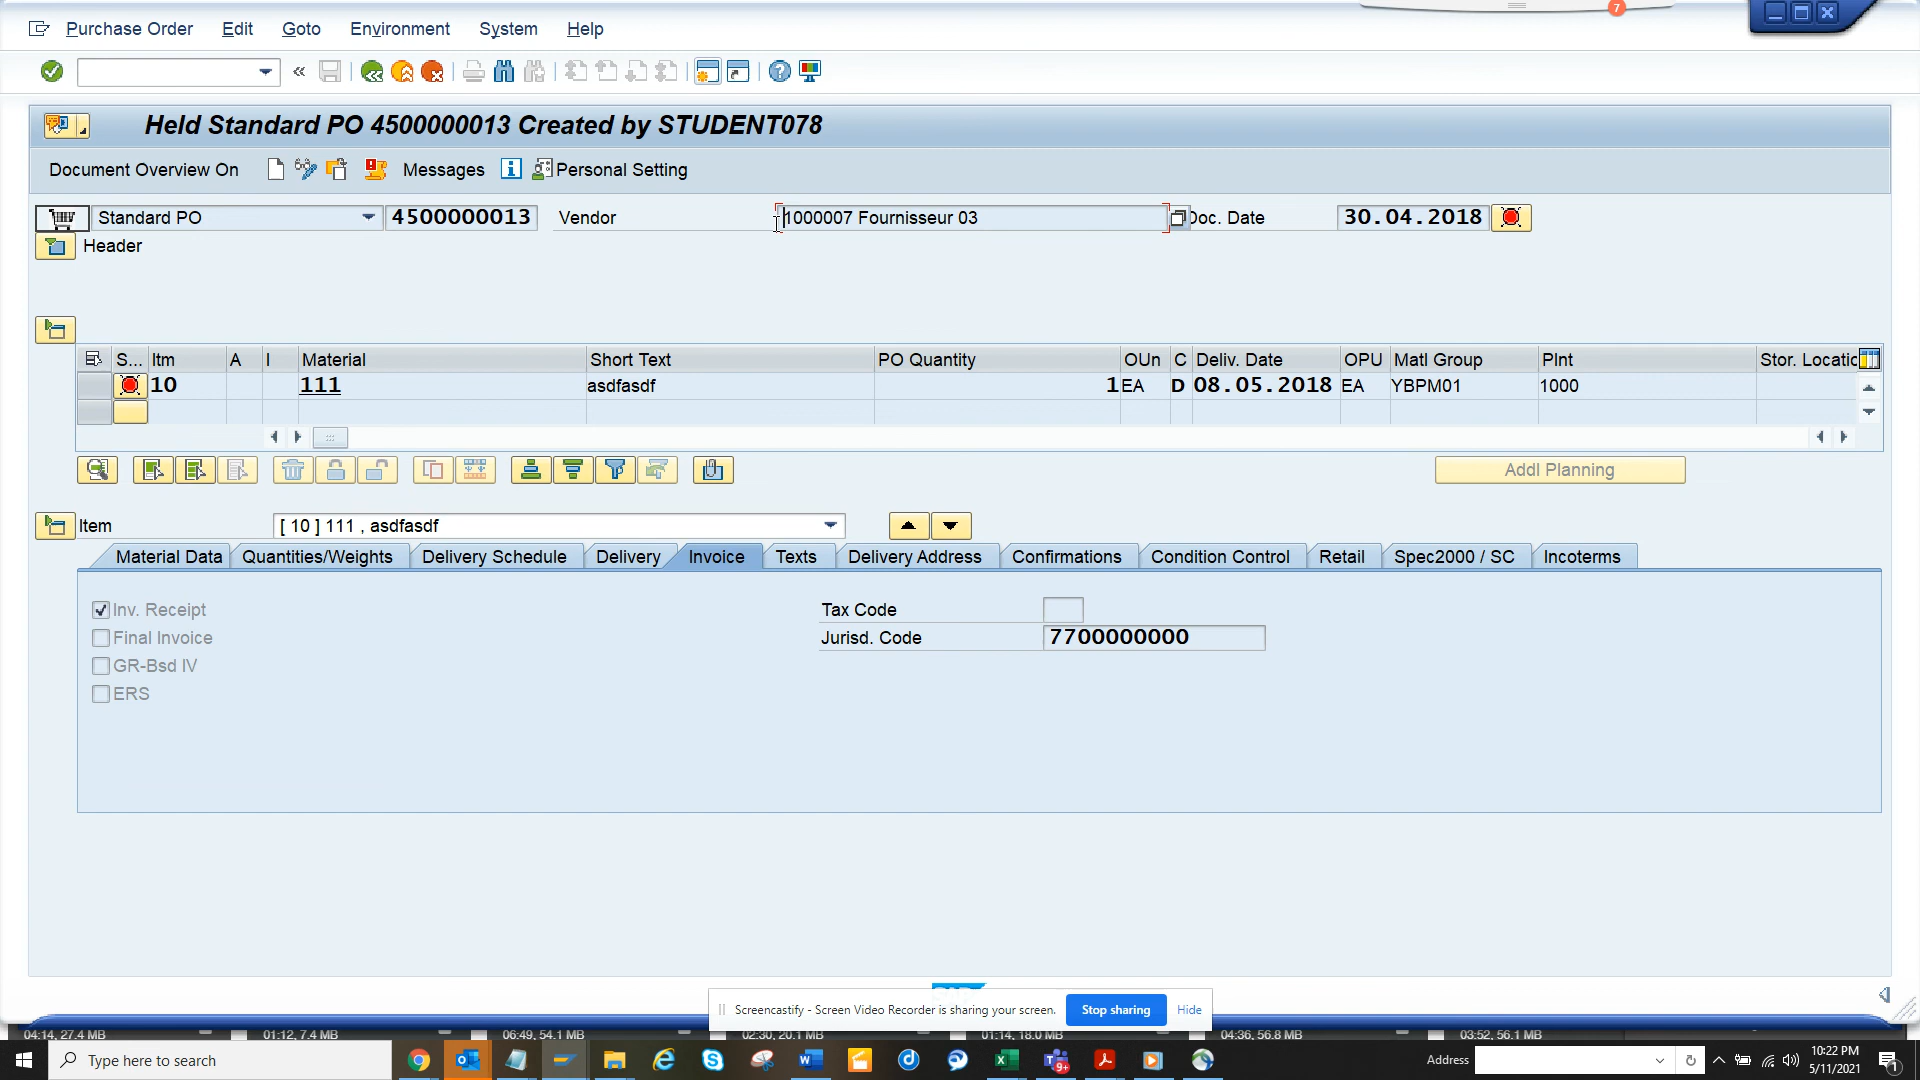 Purchase Order Edit Goto Environment System Help
7
Held Standard PO 4500000013 Created by STUDENT078
Document Overview On Messages Personal Setting
Standard PO 4500000013 Vendor 1000007 Fournisseur 03 Doc. Date 30.04.2018
Header
S... Itm A I Material Short Text PO Quantity OUn C Deliv. Date OPU Matl Group Plnt Stor. Locatic
10 111 asdfasdf 1 EA D 08.05.2018 EA YBPM01 1000
Addl Planning
Item [ 10 ] 111 , asdfasdf
Material Data Quantities/Weights Delivery Schedule Delivery Invoice Texts Delivery Address Confirmations Condition Control Retail Spec2000 / SC Incoterms
Inv. Receipt Tax Code
Final Invoice Jurisd. Code 7700000000
GR-Bsd IV
ERS
Screencastify - Screen Video Recorder is sharing your screen. Stop sharing Hide
04:14, 27.4 MB 01:12, 7.4 MB 06:49, 54.1 MB 02:30, 20.1 MB 01:14, 18.0 MB 04:36, 56.8 MB 03:52, 56.1 MB
Type here to search 9+ Address 10:22 PM
5/11/2021 1